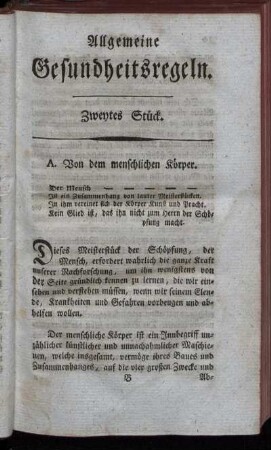 Allgemeine
Gesundheitsregeln.
Zweytes Stück.
A. Von dem menschlichen Körper.
Der Mensch — — — — —
Ist ein Zusammenhang von lauter Meisterstücken.
In ihm vereinet sich der Körper Kunst und Pracht.
Kein Glied ist, das ihn nicht zum Herrn der Schö-
pfung macht.
Dieses Meisterstück der Schöpfung, der
Mensch, erfordert wahrlich die ganze Kraft
unserer Nachforschung, um ihn wenigstens von
der Seite gründlich kennen zu lernen, die wir ein-
sehen und verstehen müssen, wenn wir seinem Elen-
de, Krankheiten und Gefahren vorbeugen und ab-
helfen wollen.
Der menschliche Körper ist ein Innbegriff un-
zählicher künstlicher und unnachahmlicher Maschie-
nen, welche insgesamt, vermöge ihres Baues und
Zusammenhanges, auf die vier grosten Zwecke und
G Ab-